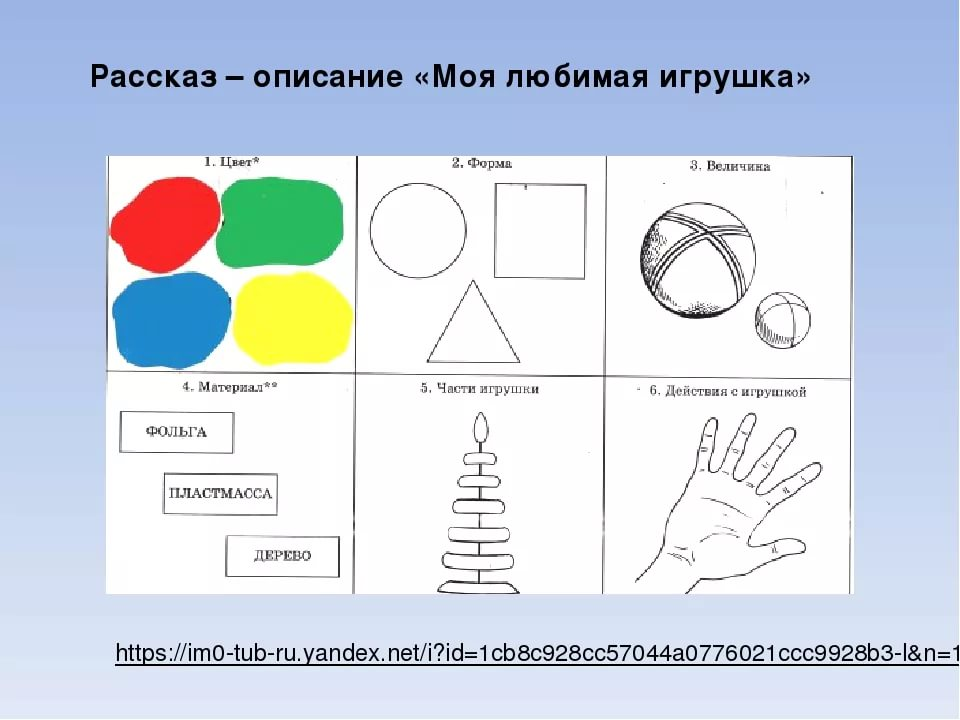 Рассказ – описание «Моя любимая игрушка»
1. Цвет*
2. Форма
3. Величина
4. Материал**
ФОЛЬГА
ПЛАСТМАССА
ДЕРЕВО
5. Части игрушки
6. Действия с игрушкой
https://im0-tub-ru.yandex.net/i?id=1cb8c928cc57044a0776021ccc9928b3-l&n=1